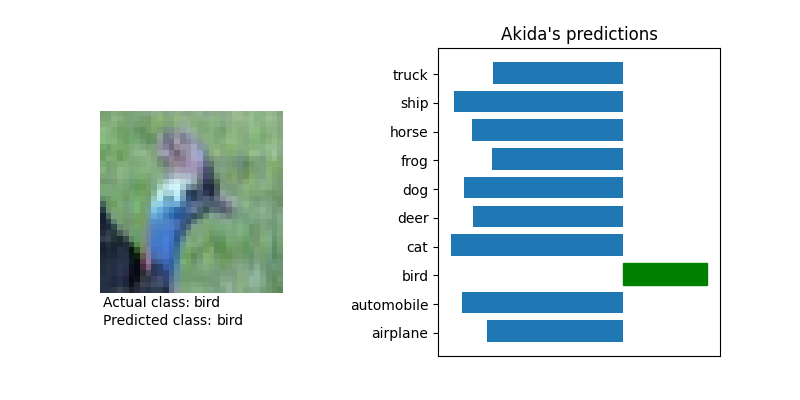 Akida's predictions
truck
ship
horse
frog
dog
deer
cat
bird
automobile
airplane
Actual class: bird
Predicted class: bird